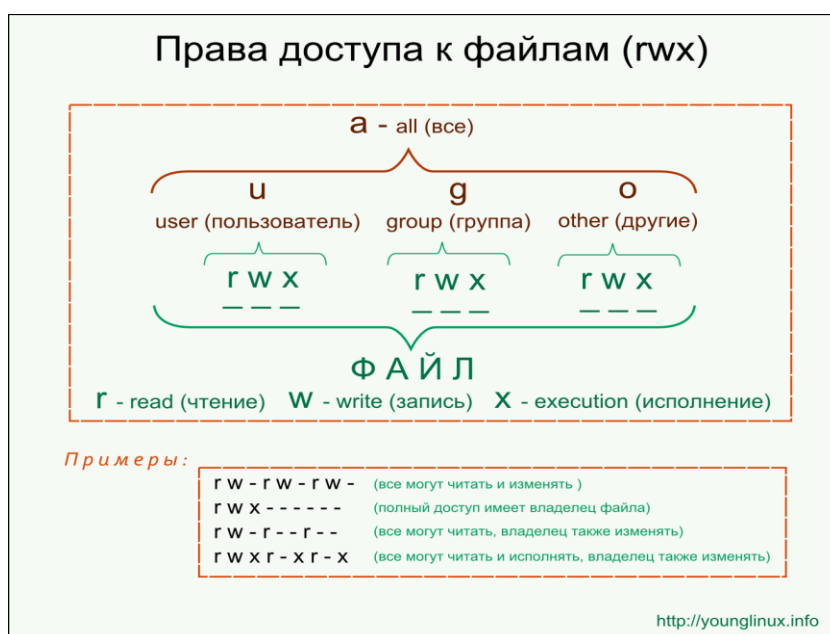 Права доступа к файлам (rwx)
a - all (все)
u g o
user (пользователь) group (группа) other (другие)
r w x r w x r w x
_ _ _ _ _ _ _ _ _
Ф А Й Л
r - read (чтение) w - write (запись) x - execution (исполнение)
Примеры:
r w - r w - r w - (все могут читать и изменять )
r w x - - - - - - (полный доступ имеет владелец файла)
r w - r - - r - - (все могут читать, владелец также изменять)
r w x r - x r - x (все могут читать и исполнять, владелец также изменять)
http://younglinux.info